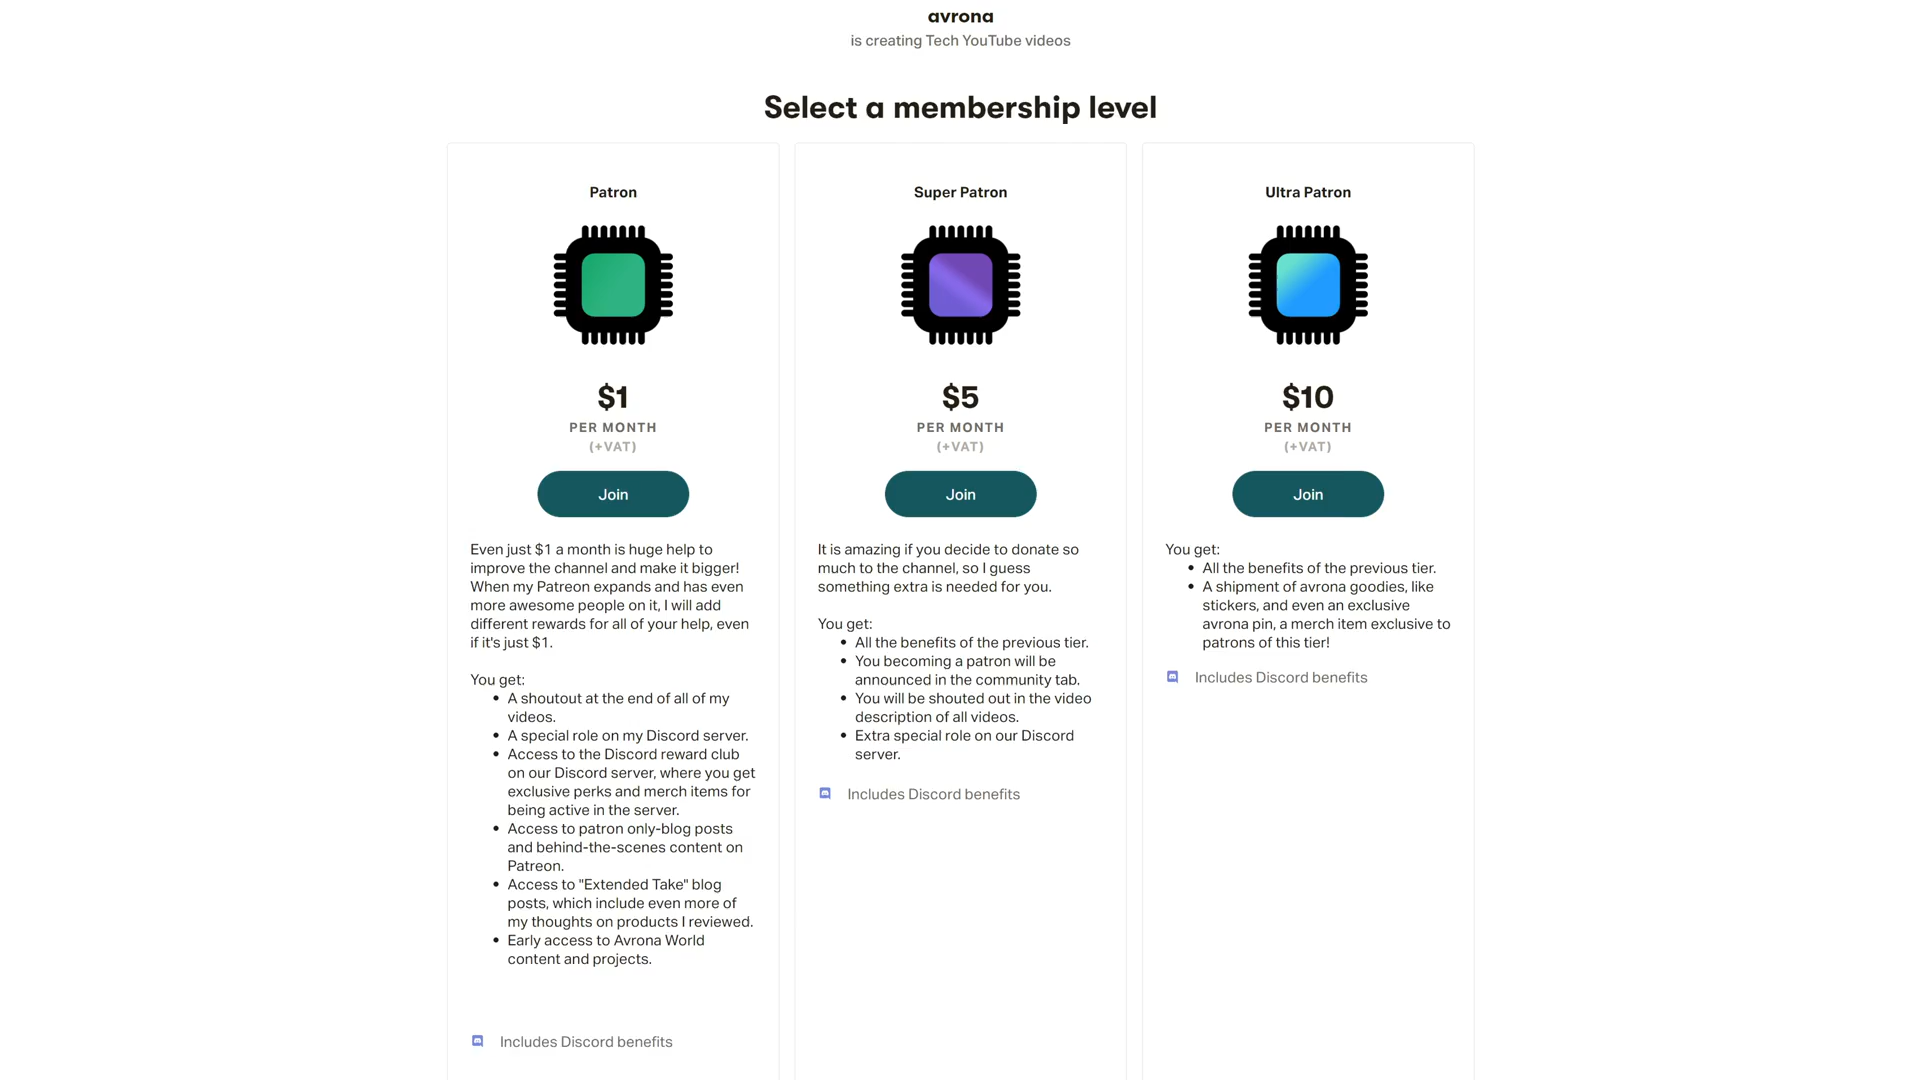 avrona
is creating Tech YouTube videos
Select a membership level
Patron
$1
PER MONTH
(+VAT)
Join
Even just $1 a month is huge help to
improve the channel and make it bigger!
When my Patreon expands and has even
more awesome people on it, I will add
different rewards for all of your help, even
if it's just $1.
You get:
• A shoutout at the end of all of my
videos.
• A special role on my Discord server.
• Access to the Discord reward club
on our Discord server, where you get
exclusive perks and merch items for
being active in the server.
• Access to patron only-blog posts
and behind-the-scenes content on
Patreon.
• Access to "Extended Take" blog
posts, which include even more of
my thoughts on products I reviewed.
• Early access to Avrona World
content and projects.
Includes Discord benefits
Super Patron
$5
PER MONTH
(+VAT)
Join
It is amazing if you decide to donate so
much to the channel, so I guess
something extra is needed for you.
You get:
• All the benefits of the previous tier.
• You becoming a patron will be
announced in the community tab.
• You will be shouted out in the video
description of all videos.
• Extra special role on our Discord
server.
Includes Discord benefits
Ultra Patron
$10
PER MONTH
(+VAT)
Join
You get:
• All the benefits of the previous tier.
• A shipment of avrona goodies, like
stickers, and even an exclusive
avrona pin, a merch item exclusive to
patrons of this tier!
Includes Discord benefits